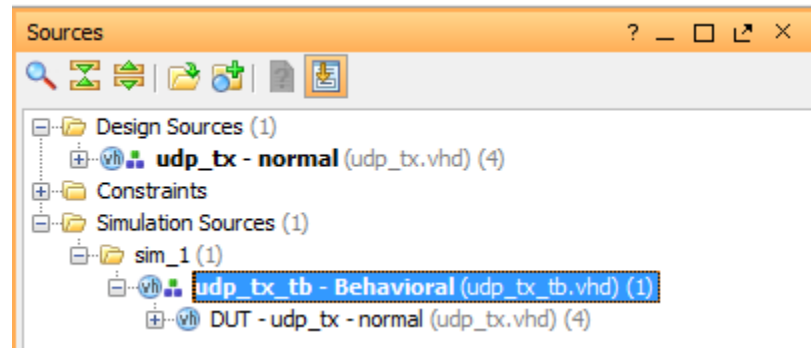 Sources
Design Sources (1)
udp_tx - normal (udp_tx.vhd) (4)
Constraints
Simulation Sources (1)
sim_1 (1)
udp_tx_tb - Behavioral (udp_tx_tb.vhd) (1)
DUT - udp_tx - normal (udp_tx.vhd) (4)